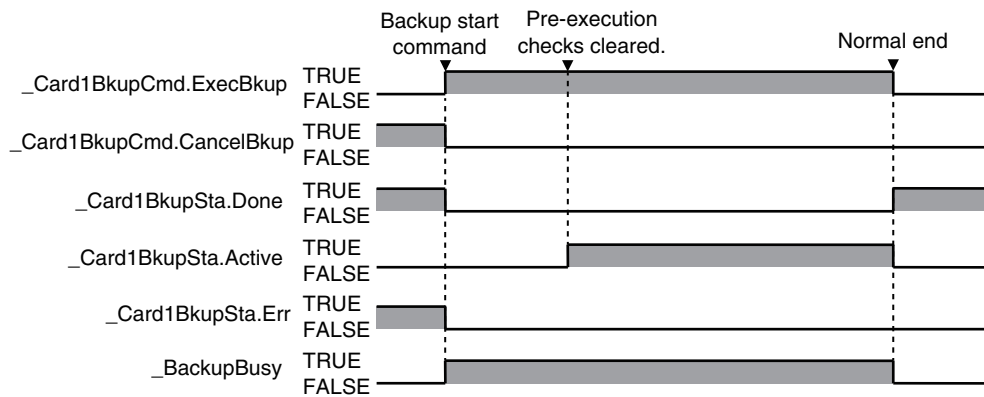 Backup start
command
Pre-execution
checks cleared.
Normal end
_Card1BkupCmd.ExecBkup
TRUE
FALSE
_Card1BkupCmd.CancelBkup
TRUE
FALSE
_Card1BkupSta.Done
TRUE
FALSE
_Card1BkupSta.Active
TRUE
FALSE
_Card1BkupSta.Err
TRUE
FALSE
_BackupBusy
TRUE
FALSE